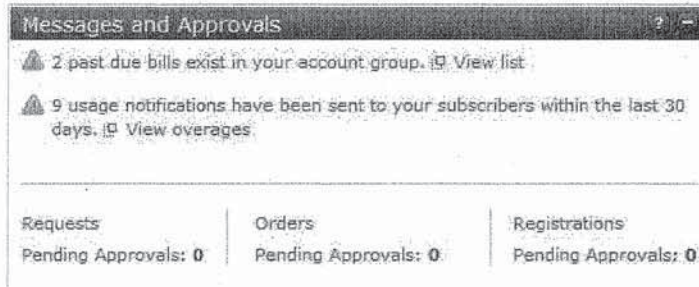 Messages and Approvals ? −
2 past due bills exist in your account group. View list
9 usage notifications have been sent to your subscribers within the last 30
days. View overages
Requests Orders Registrations
Pending Approvals: 0 Pending Approvals: 0 Pending Approvals: 0